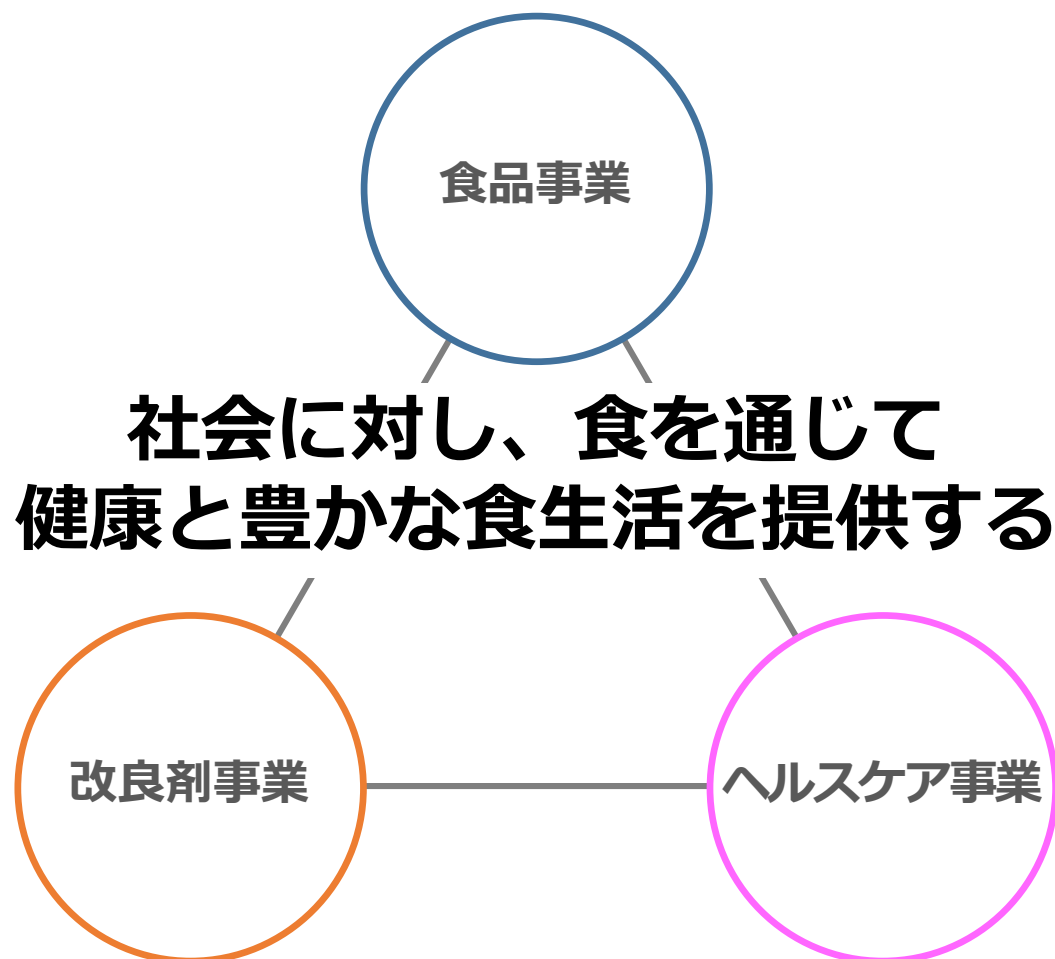 食品事業
社会に対し、食を通じて
健康と豊かな食生活を提供する
改良剤事業
ヘルスケア事業